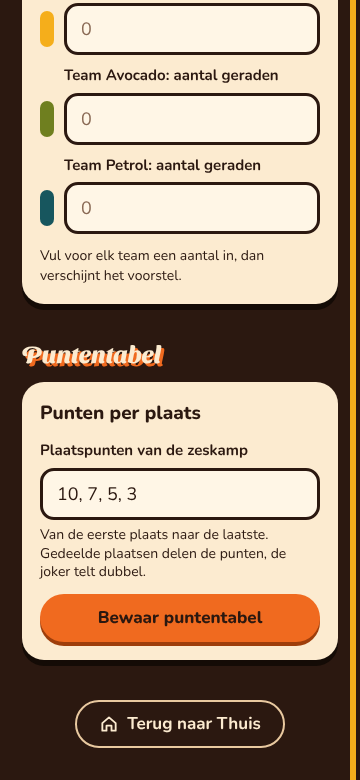 0
Team Avocado: aantal geraden
0
Team Petrol: aantal geraden
0
Vul voor elk team een aantal in, dan
verschijnt het voorstel.
Puntentabel
Punten per plaats
Plaatspunten van de zeskamp
10, 7, 5, 3
Van de eerste plaats naar de laatste.
Gedeelde plaatsen delen de punten, de
joker telt dubbel.
Bewaar puntentabel
Terug naar Thuis